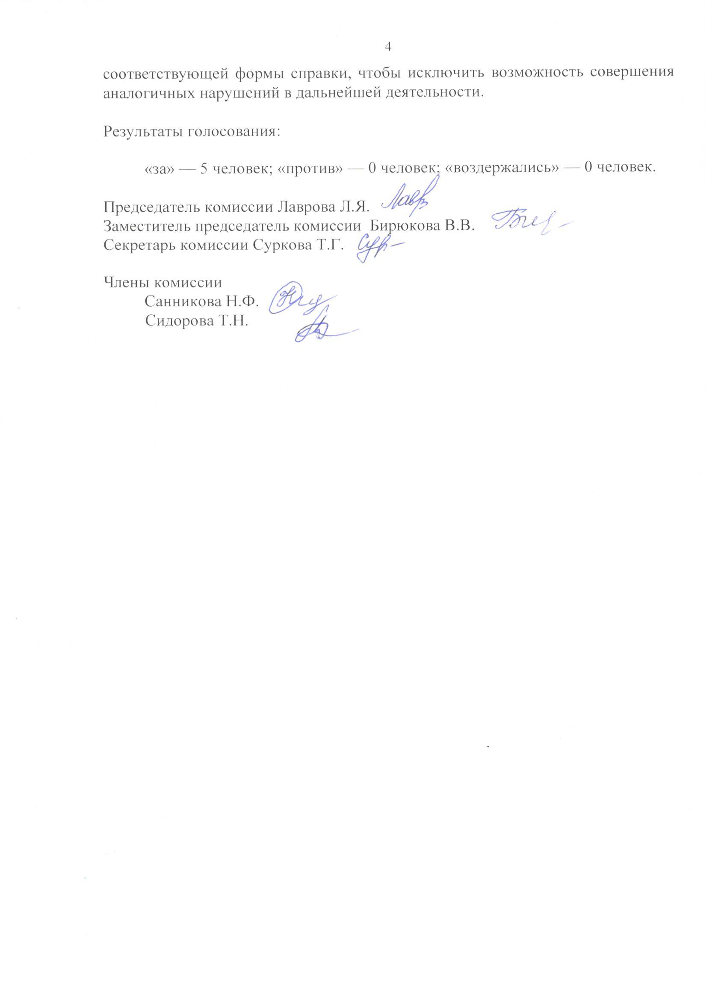 4
соответствующей формы справки, чтобы исключить возможность совершения
аналогичных нарушений в дальнейшей деятельности.
Результаты голосования:
«за» — 5 человек; «против» — 0 человек; «воздержались» — 0 человек.
Председатель комиссии Лаврова Л.Я.
Заместитель председатель комиссии Бирюкова В.В.
Секретарь комиссии Суркова Т.Г.
Члены комиссии
Санникова Н.Ф.
Сидорова Т.Н.